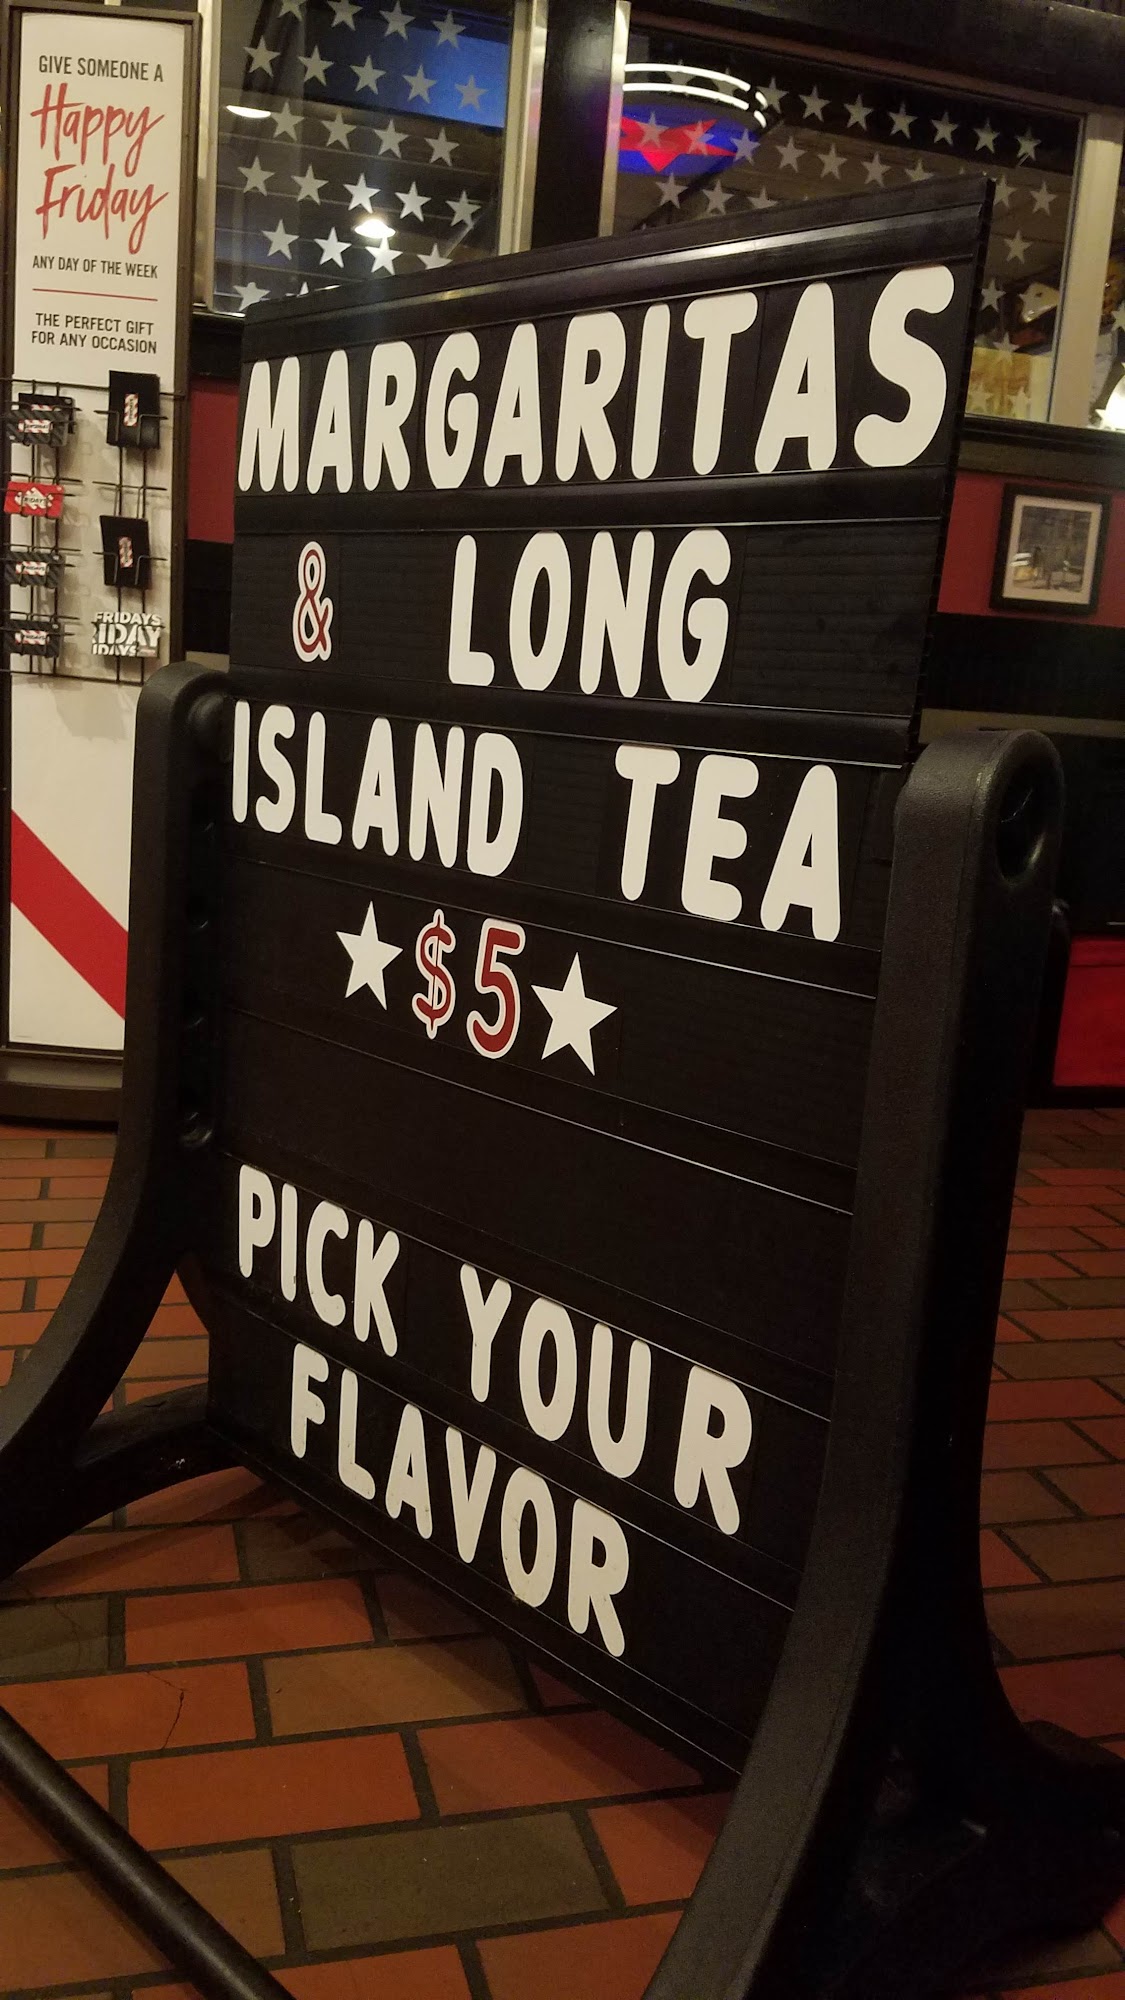 GIVE SOMEONE A
Happy
Friday
ANY DAY OF THE WEEK
THE PERFECT GIFT
FOR ANY OCCASION
FRIDAYS
MARGARITAS
& LONG
ISLAND TEA
$5
PICK YOUR
FLAVOR